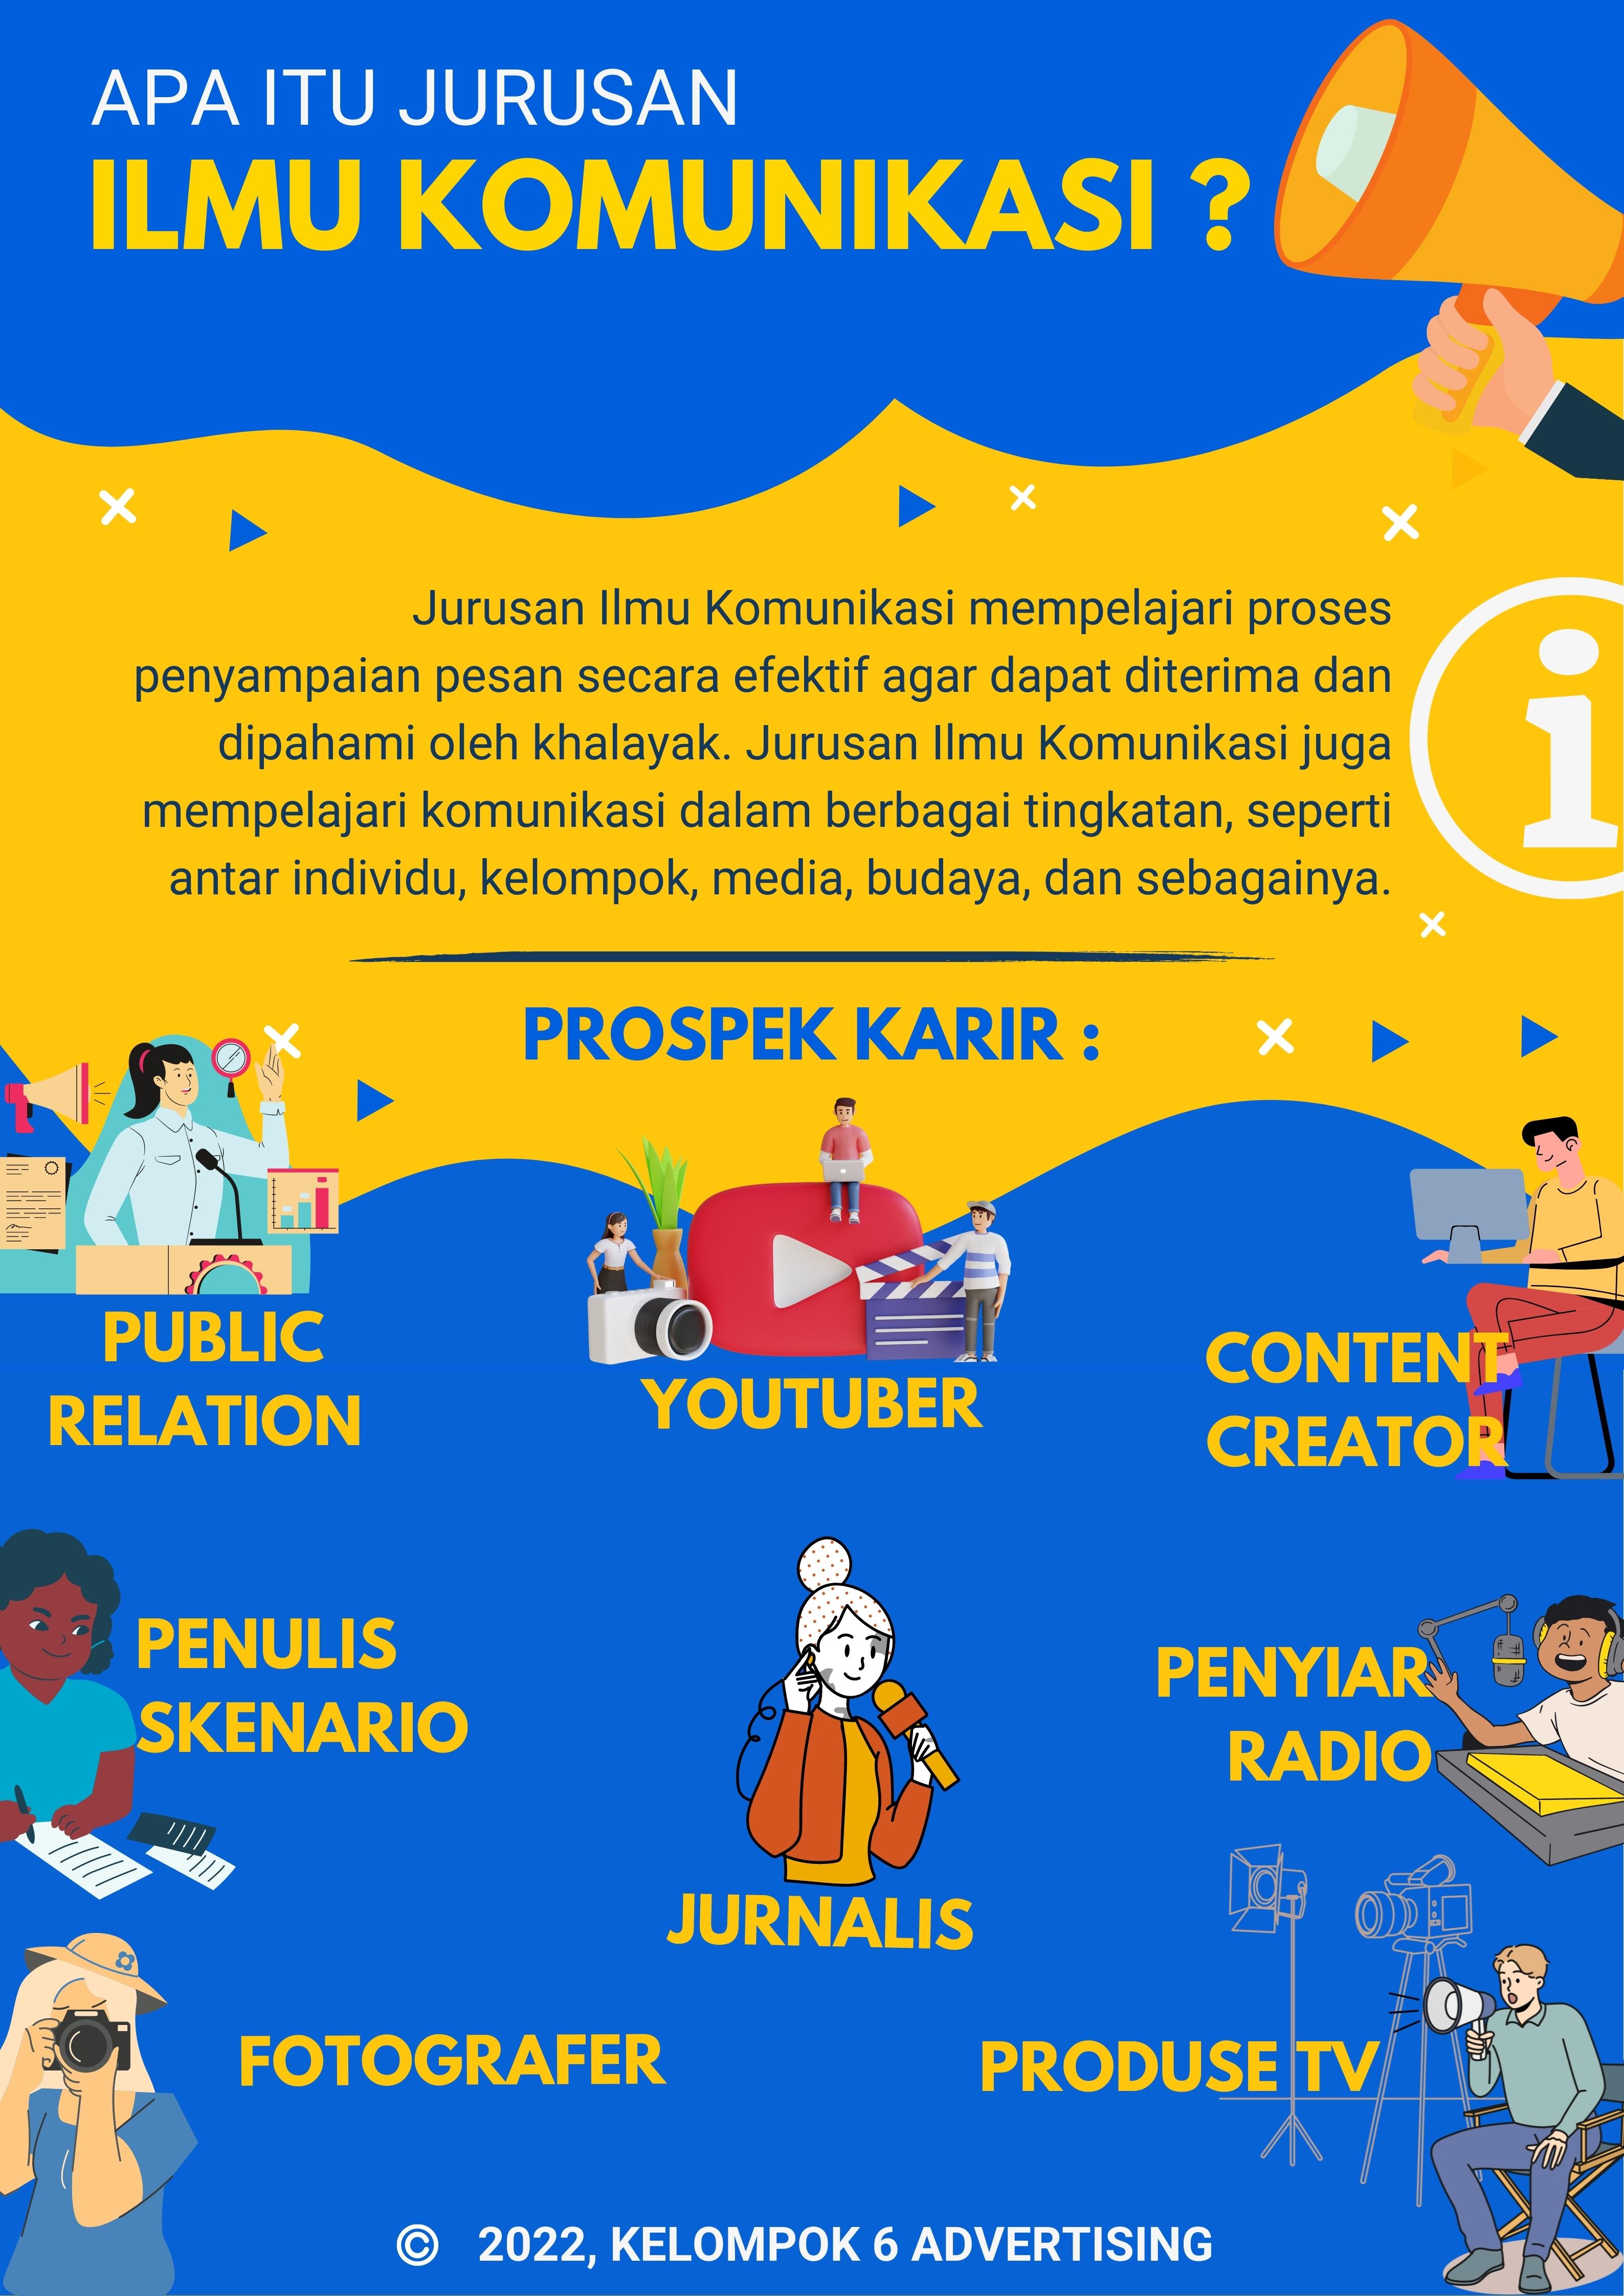 APA ITU JURUSAN
ILMU KOMUNIKASI ?
Jurusan Ilmu Komunikasi mempelajari proses
penyampaian pesan secara efektif agar dapat diterima dan
dipahami oleh khalayak. Jurusan Ilmu Komunikasi juga
mempelajari komunikasi dalam berbagai tingkatan, seperti
antar individu, kelompok, media, budaya, dan sebagainya.
i
PROSPEK KARIR :
PUBLIC
RELATION
YOUTUBER
CONTENT
CREATOR
PENULIS
SKENARIO
JURNALIS
PENYIAR
RADIO
FOTOGRAFER
PRODUSE TV
© 2022, KELOMPOK 6 ADVERTISING